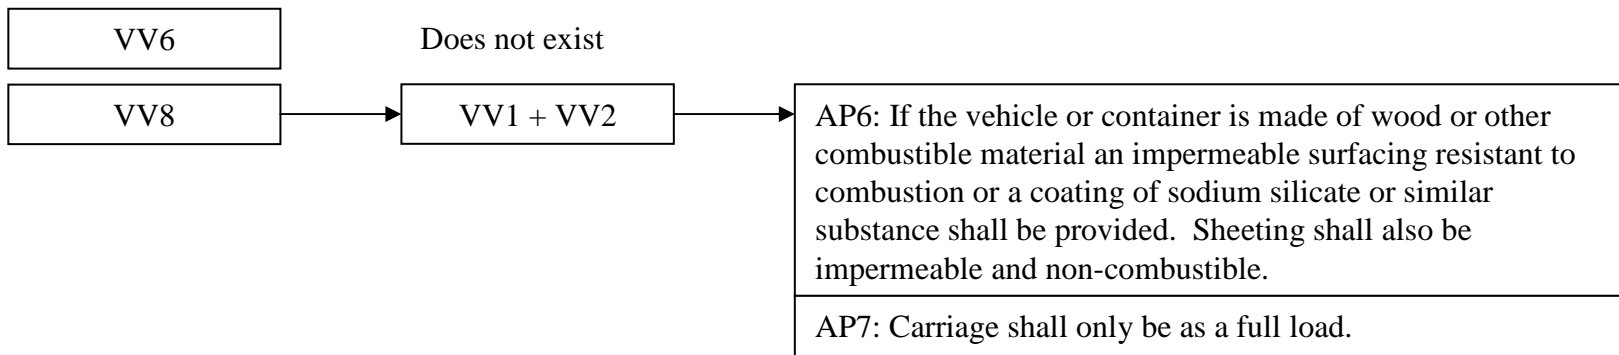 VV6
Does not exist
VV8
VV1 + VV2
AP6: If the vehicle or container is made of wood or other
combustible material an impermeable surfacing resistant to
combustion or a coating of sodium silicate or similar
substance shall be provided.  Sheeting shall also be
impermeable and non-combustible.
AP7: Carriage shall only be as a full load.